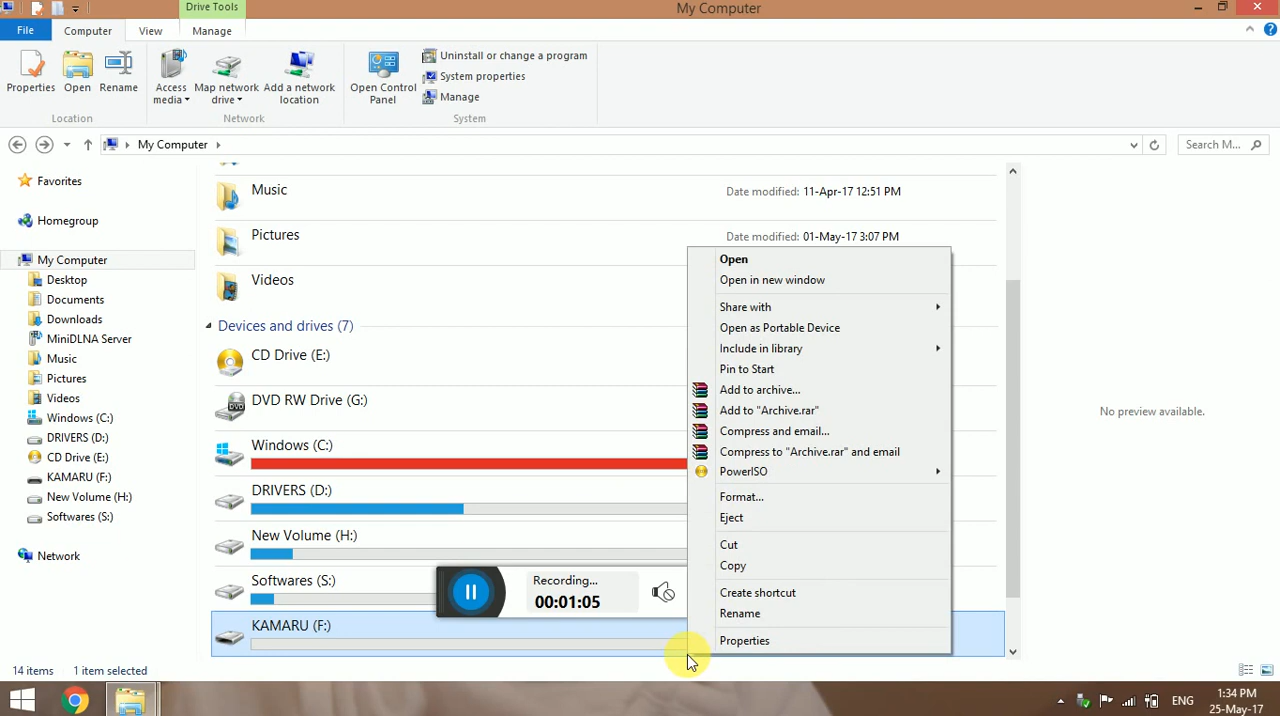 Drive Tools
My Computer
File
Computer
View
Manage
Properties
Open
Rename
Access media
Map network drive
Add a network location
Open Control Panel
Uninstall or change a program
System properties
Manage
Location
Network
System
My Computer
Search M...
Favorites
Homegroup
My Computer
Desktop
Documents
Downloads
MiniDLNA Server
Music
Pictures
Videos
Windows (C:)
DRIVERS (D:)
CD Drive (E:)
KAMARU (F:)
New Volume (H:)
Softwares (S:)
Network
Music
Date modified: 11-Apr-17 12:51 PM
Pictures
Date modified: 01-May-17 3:07 PM
Videos
Devices and drives (7)
CD Drive (E:)
DVD RW Drive (G:)
Windows (C:)
DRIVERS (D:)
New Volume (H:)
Softwares (S:)
KAMARU (F:)
Recording...
00:01:05
Open
Open in new window
Share with
Open as Portable Device
Include in library
Pin to Start
Add to archive...
Add to "Archive.rar"
Compress and email...
Compress to "Archive.rar" and email
PowerISO
Format...
Eject
Cut
Copy
Create shortcut
Rename
Properties
No preview available.
14 items
1 item selected
ENG
1:34 PM
25-May-17